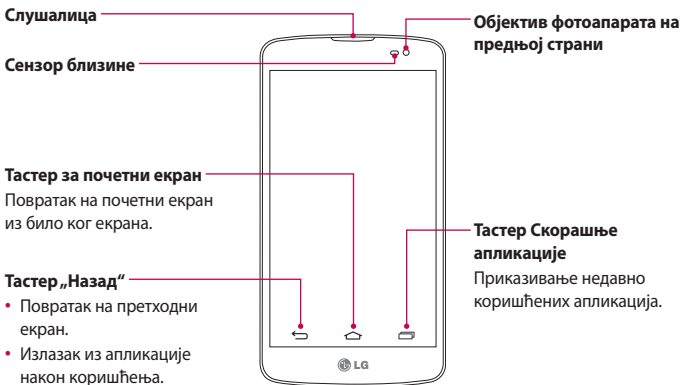 Слушалица
Сензор близине
Тастер за почетни екран
Повратак на почетни екран
из било ког екрана.
Тастер „Назад“
• Повратак на претходни
екран.
• Излазак из апликације
након коришћења.
Објектив фотоапарата на
предњој страни
Тастер Скорашње
апликације
Приказивање недавно
коришћених апликација.
LG